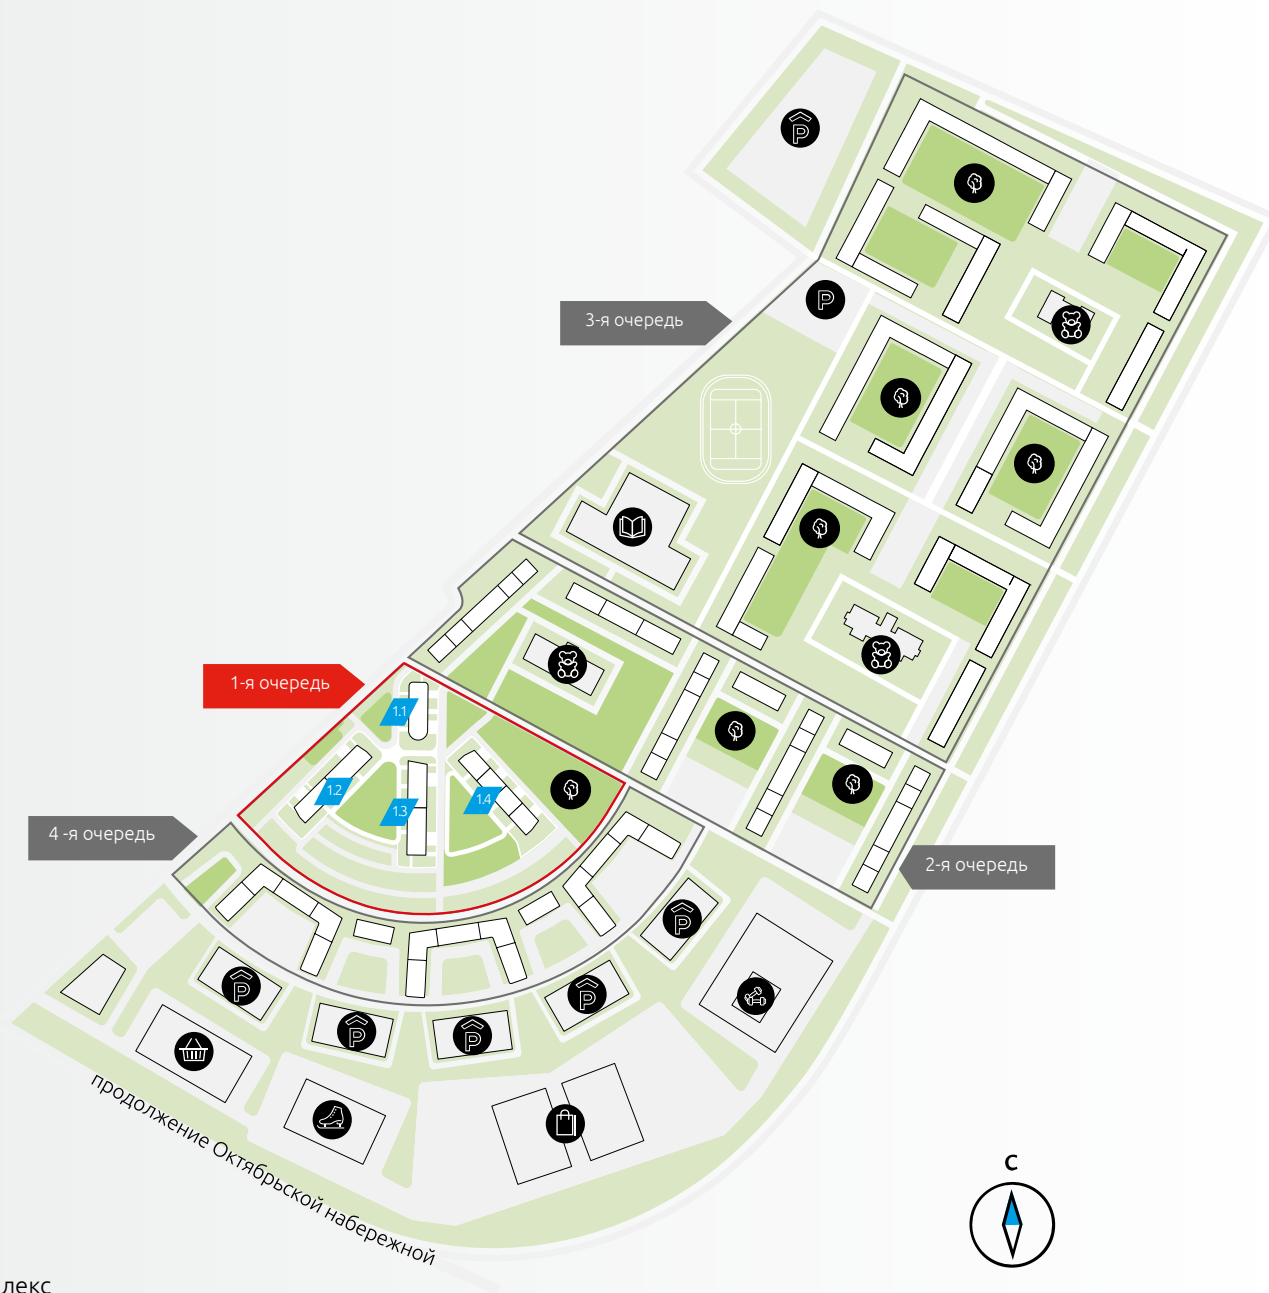 P
P
3-я очередь
1-я очередь
1.1
1.2
1.3
1.4
4 -я очередь
2-я очередь
P
P
P
P
P
продолжение Октябрьской набережной
С
лекс